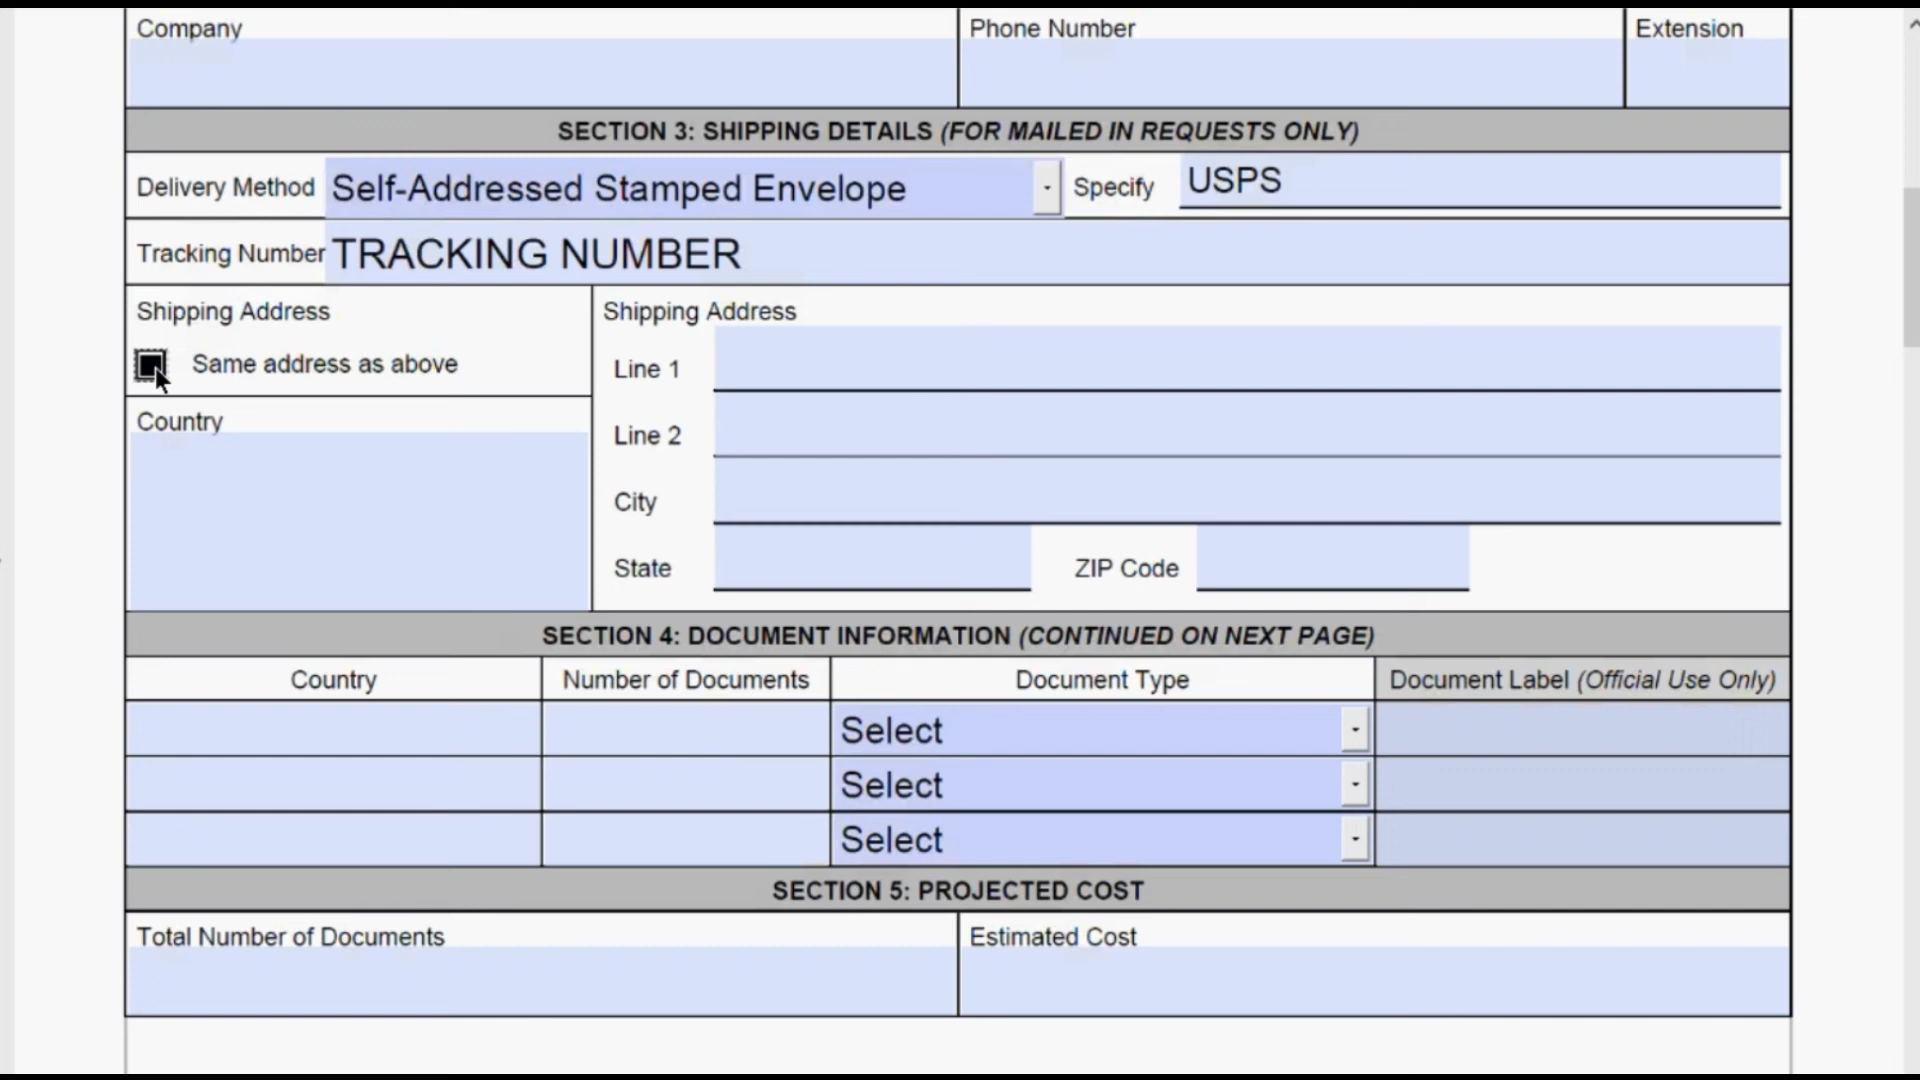 Company Phone Number Extension
SECTION 3: SHIPPING DETAILS (FOR MAILED IN REQUESTS ONLY)
Delivery Method Self-Addressed Stamped Envelope Specify USPS
Tracking Number TRACKING NUMBER
Shipping Address
Same address as above
Country
Shipping Address
Line 1
Line 2
City
State ZIP Code
SECTION 4: DOCUMENT INFORMATION (CONTINUED ON NEXT PAGE)
Country Number of Documents Document Type Document Label (Official Use Only)
Select
Select
Select
SECTION 5: PROJECTED COST
Total Number of Documents Estimated Cost